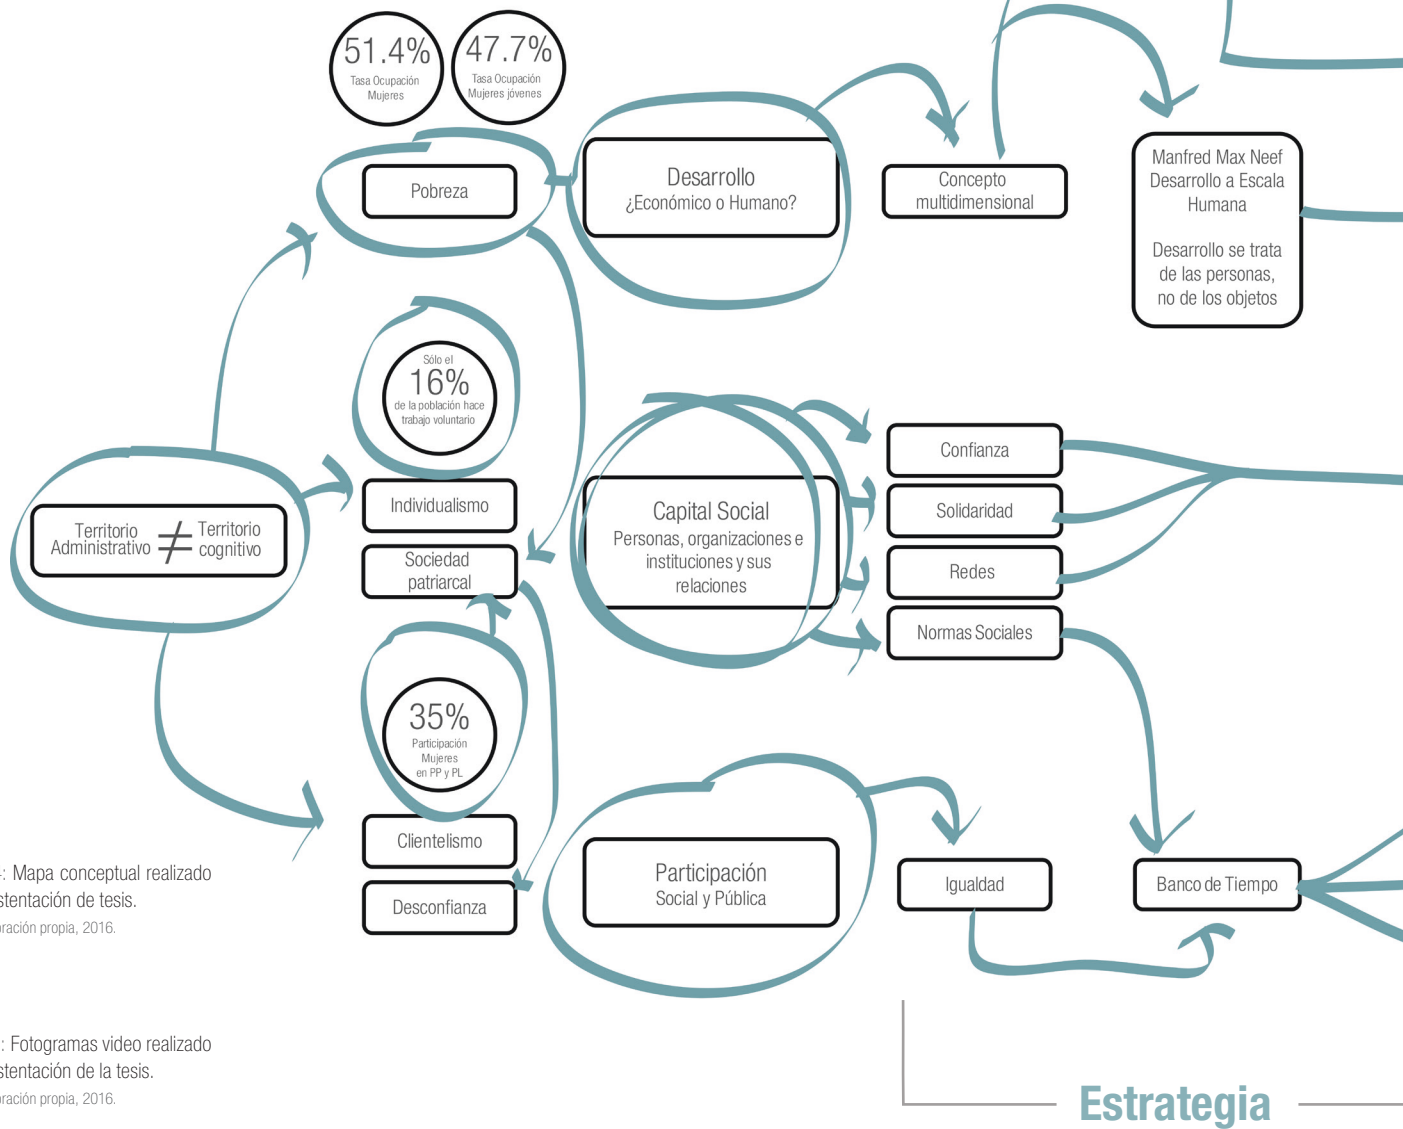 51.4%
Tasa Ocupación
Mujeres
47.7%
Tasa Ocupación
Mujeres jóvenes
Pobreza
Desarrollo
¿Económico o Humano?
Concepto
multidimensional
Manfred Max Neef
Desarrollo a Escala
Humana
Desarrollo se trata
de las personas,
no de los objetos
Sólo el
16%
de la población hace
trabajo voluntario
Individualismo
Sociedad
patriarcal
Territorio
Administrativo
≠
Territorio
cognitivo
Capital Social
Personas, organizaciones e
instituciones y sus
relaciones
Confianza
Solidaridad
Redes
Normas Sociales
35%
Participación
Mujeres
en PP y PL
Clientelismo
Desconfianza
Participación
Social y Pública
Igualdad
Banco de Tiempo
: Mapa conceptual realizado
stentación de tesis.
oración propia, 2016.
: Fotogramas video realizado
stentación de la tesis.
oración propia, 2016.
Estrategia